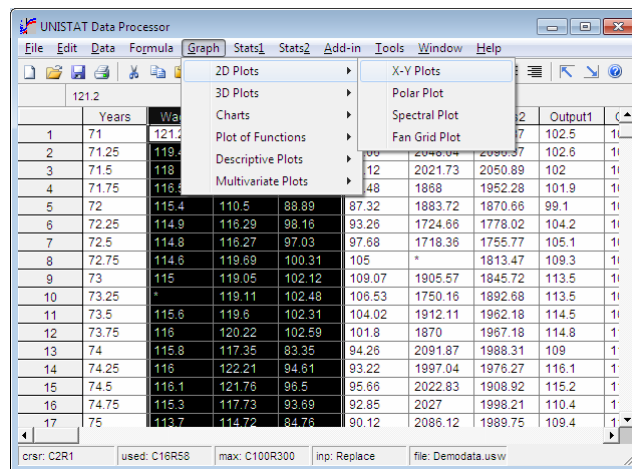 UNISTAT Data Processor
File Edit Data Formula Graph Stats1 Stats2 Add-in Tools Window Help
2D Plots X-Y Plots
121.2 3D Plots Polar Plot
Years Charts Spectral Plot Output1
Plot of Functions Fan Grid Plot
Descriptive Plots
Multivariate Plots
1 71 102.5
2 71.25 102.6
3 71.5 118 2021.73 2050.89 102
4 71.75 1868 1952.28 101.9
5 72 115.4 110.5 88.89 87.32 1883.72 1870.66 99.1
6 72.25 114.9 116.29 98.16 93.26 1724.66 1778.02 104.2
7 72.5 114.8 116.27 97.03 97.68 1718.36 1755.77 105.1
8 72.75 114.6 119.69 100.31 105 * 1813.47 109.3
9 73 115 119.05 102.12 109.07 1905.57 1845.72 113.5
10 73.25 * 119.11 102.48 106.53 1750.16 1892.68 113.5
11 73.5 115.6 119.6 102.31 104.02 1912.11 1962.18 114.5
12 73.75 116 120.22 102.59 101.8 1870 1967.18 114.8
13 74 115.8 117.35 83.35 94.26 2091.87 1988.31 109
14 74.25 116 122.21 94.61 93.22 1997.04 1976.27 116.1
15 74.5 116.1 121.76 96.5 95.66 2022.83 1908.92 115.2
16 74.75 115.3 117.73 93.69 92.85 2027 1998.21 110.4
17 75 113.7 114.72 84.76 90.12 2086.12 1989.75 109.4
crsr: C2R1 used: C16R58 max: C100R300 inp: Replace file: Demodata.usw